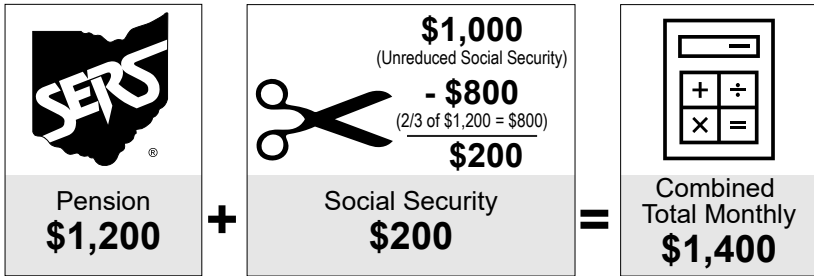 SERS
®
Pension
$1,200
+
$1,000
(Unreduced Social Security)
- $800
(2/3 of $1,200 = $800)
$200
Social Security
$200
=
+ ÷
× =
Combined
Total Monthly
$1,400